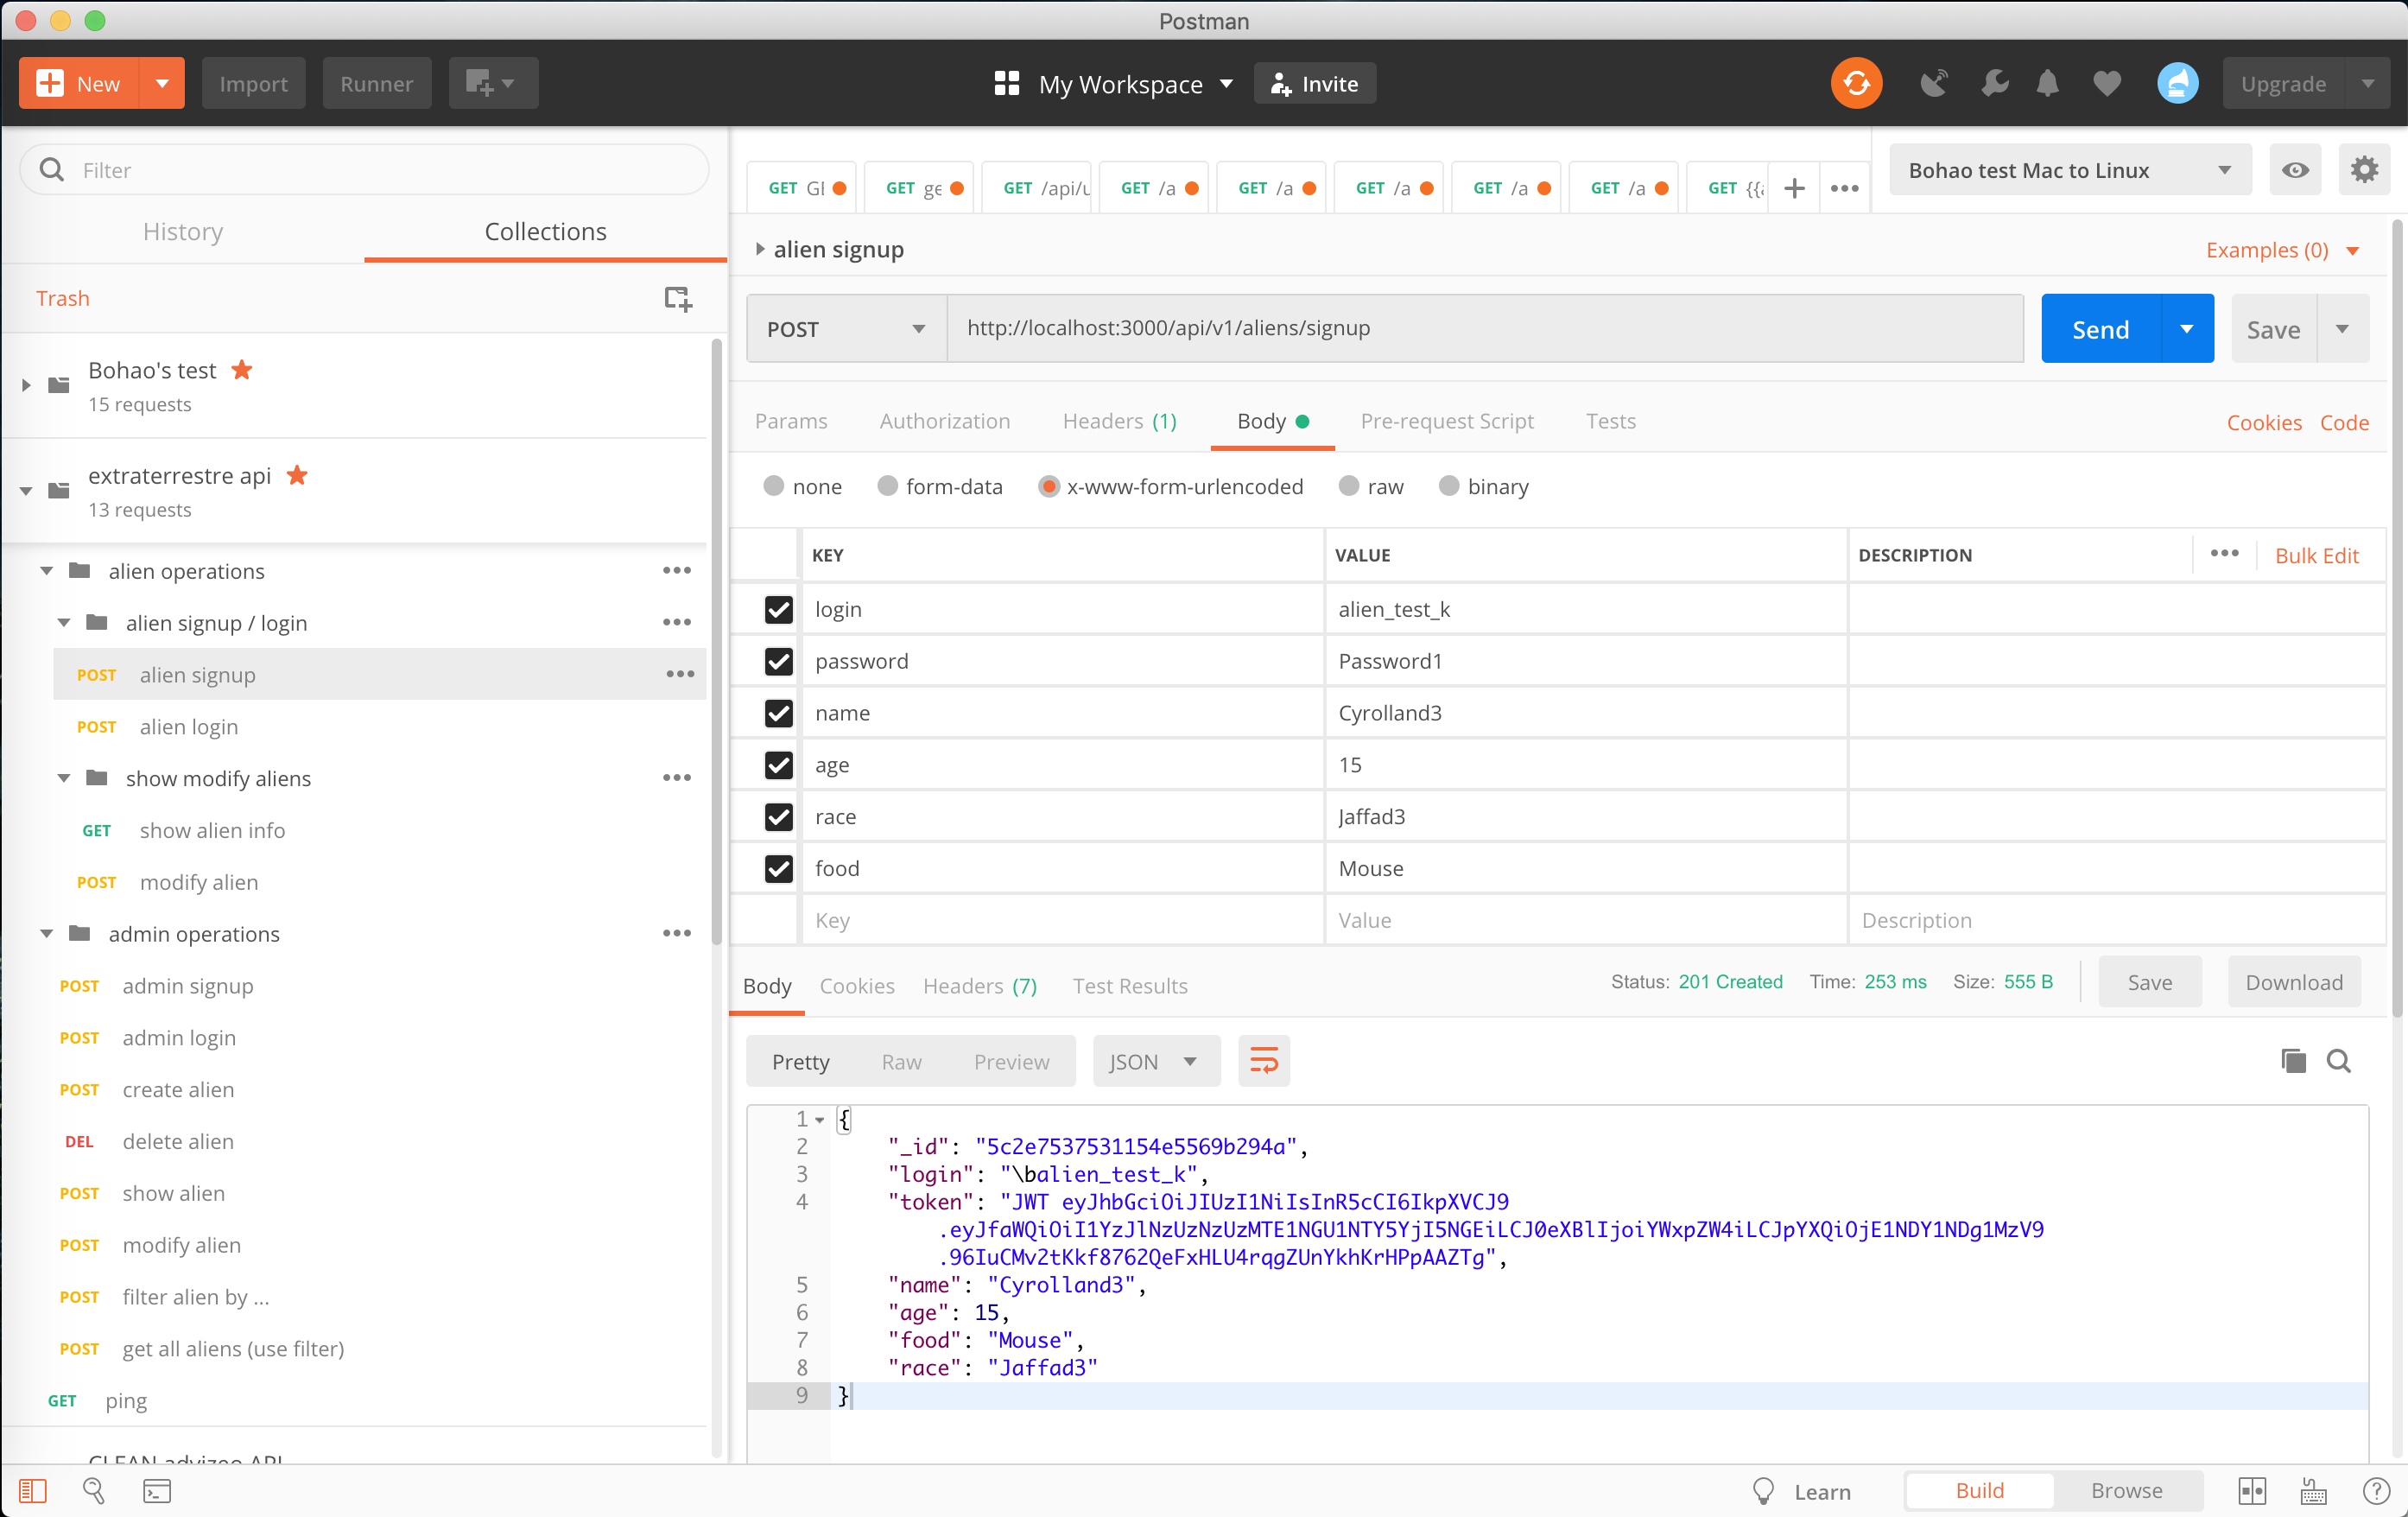 Postman
New
Import
Runner
My Workspace
Invite
Upgrade
Filter
History
Collections
Trash
Bohao's test
15 requests
extraterrestre api
13 requests
alien operations
alien signup / login
POST alien signup
POST alien login
show modify aliens
GET show alien info
POST modify alien
admin operations
POST admin signup
POST admin login
POST create alien
DEL delete alien
POST show alien
POST modify alien
POST filter alien by ...
POST get all aliens (use filter)
GET ping
CLEAN advizeo API
GET
GET ge
GET /api/u
GET /a
GET /a
GET /a
GET /a
GET /a
GET {{
Bohao test Mac to Linux
alien signup
Examples (0)
POST
http://localhost:3000/api/v1/aliens/signup
Send
Save
Params
Authorization
Headers (1)
Body
Pre-request Script
Tests
Cookies
Code
none
form-data
x-www-form-urlencoded
raw
binary
KEY VALUE DESCRIPTION
Bulk Edit
login alien_test_k
password Password1
name Cyrolland3
age 15
race Jaffad3
food Mouse
Key Value Description
Body
Cookies
Headers (7)
Test Results
Status: 201 Created
Time: 253 ms
Size: 555 B
Save
Download
Pretty
Raw
Preview
JSON
1 {
2 "_id": "5c2e7537531154e5569b294a",
3 "login": "\balien_test_k",
4 "token": "JWT eyJhbGciOiJIUzI1NiIsInR5cCI6IkpXVCJ9
.eyJfaWQiOiI1YzJlNzUzNzUzMTE1NGU1NTY5YjI5NGEiLCJ0eXBlIjoiYWxpZW4iLCJpYXQiOjE1NDY1NDg1MzV9
.96IuCMv2tKkf8762QeFxHLU4rqgZUnYkhKrHPpAAZTg",
5 "name": "Cyrolland3",
6 "age": 15,
7 "food": "Mouse",
8 "race": "Jaffad3"
9 }
Learn
Build
Browse